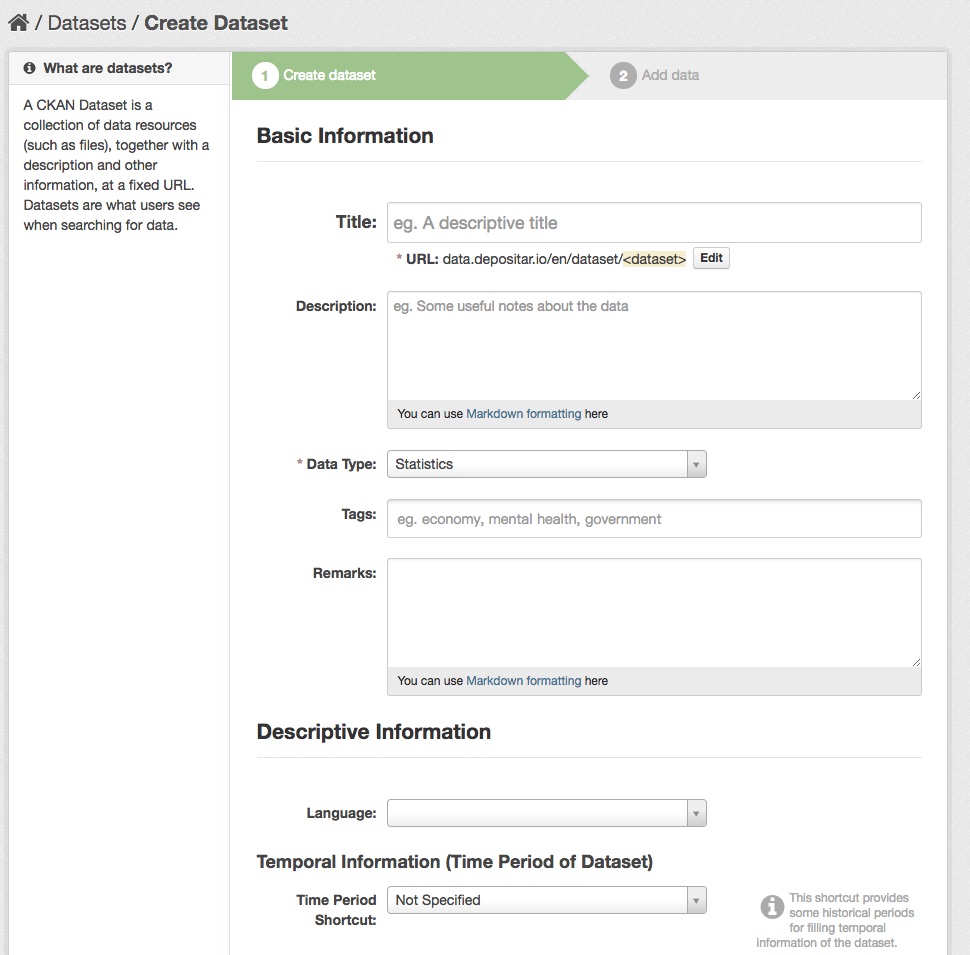 / Datasets / Create Dataset
What are datasets?
A CKAN Dataset is a
collection of data resources
(such as files), together with a
description and other
information, at a fixed URL.
Datasets are what users see
when searching for data.
1 Create dataset
2 Add data
Basic Information
Title: eg. A descriptive title
* URL: data.depositar.io/en/dataset/<dataset> Edit
Description: eg. Some useful notes about the data
You can use Markdown formatting here
* Data Type: Statistics
Tags: eg. economy, mental health, government
Remarks:
You can use Markdown formatting here
Descriptive Information
Language:
Temporal Information (Time Period of Dataset)
Time Period
Shortcut:
Not Specified
This shortcut provides
some historical periods
for filling temporal
information of the dataset.